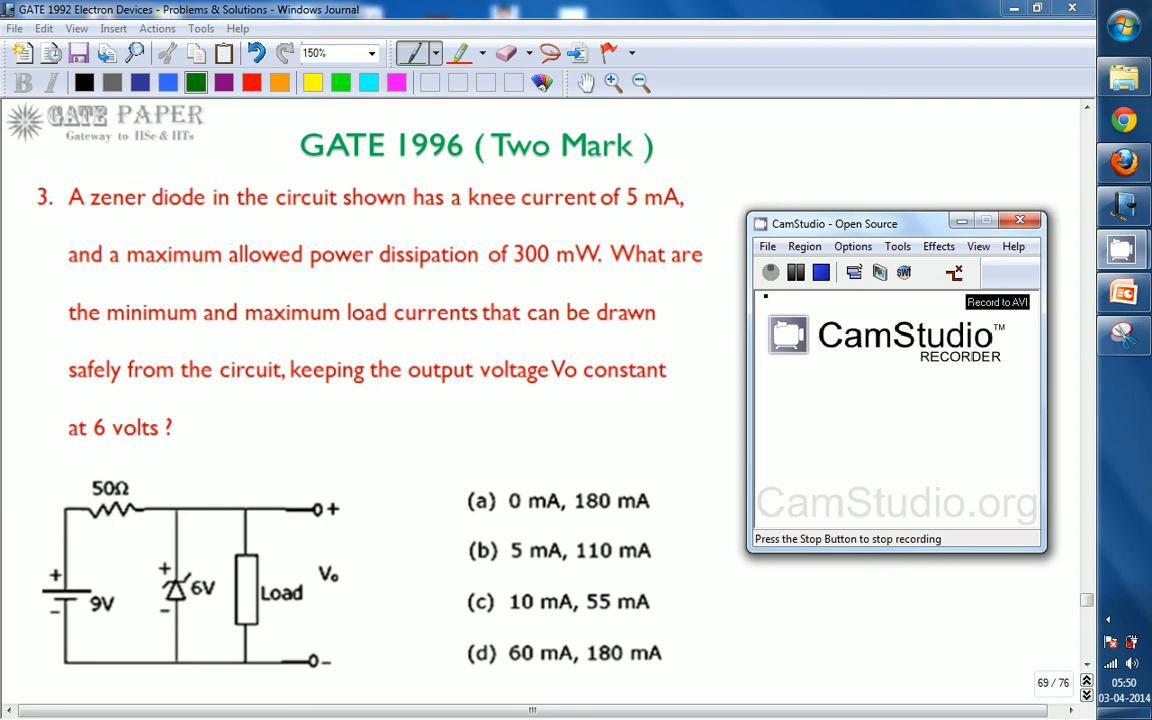 GATE 1992 Electron Devices - Problems & Solutions - Windows Journal
File Edit View Insert Actions Tools Help
150%
B I
GATE PAPER
Gateway to IISc & IITs
GATE 1996 ( Two Mark )
3. A zener diode in the circuit shown has a knee current of 5 mA,
and a maximum allowed power dissipation of 300 mW. What are
the minimum and maximum load currents that can be drawn
safely from the circuit, keeping the output voltage Vo constant
at 6 volts ?
50Ω
+
+
9V
-
+
6V
-
Load
Vo
-
(a) 0 mA, 180 mA
(b) 5 mA, 110 mA
(c) 10 mA, 55 mA
(d) 60 mA, 180 mA
CamStudio - Open Source
File Region Options Tools Effects View Help
Record to AVI
CamStudio™
RECORDER
CamStudio.org
Press the Stop Button to stop recording
69 / 76
05:50
03-04-2014